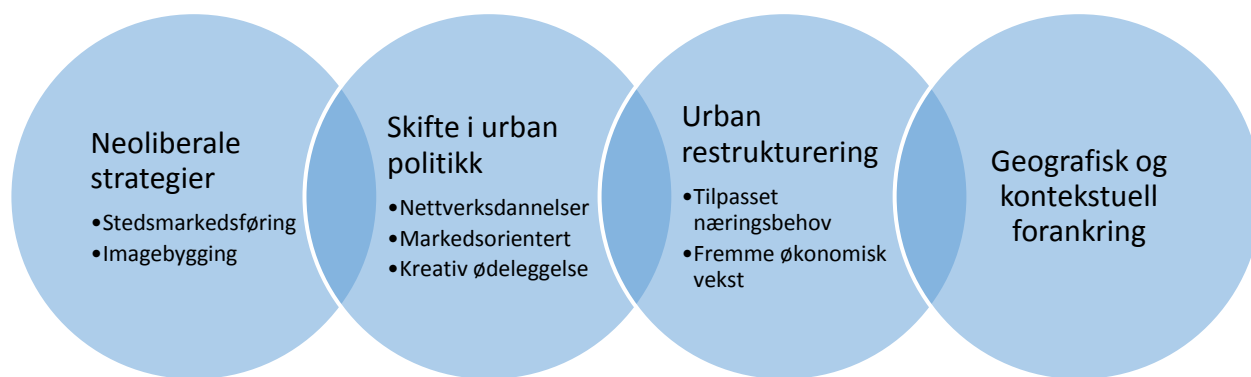 Neoliberale
strategier
•Stedsmarkedsføring
•Imagebygging
Skifte i urban
politikk
•Nettverksdannelser
•Markedsorientert
•Kreativ ødeleggelse
Urban
restrukturering
•Tilpasset
næringsbehov
•Fremme økonomisk
vekst
Geografisk og
kontekstuell
forankring